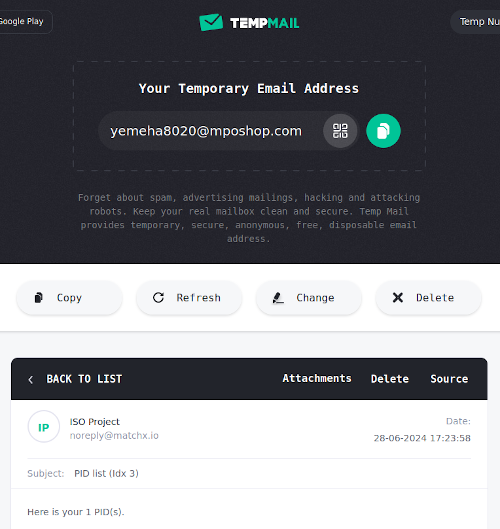 Google Play
TEMPMAIL
Temp Nu
Your Temporary Email Address
yemeha8020@mposhop.com
Forget about spam, advertising mailings, hacking and attacking
robots. Keep your real mailbox clean and secure. Temp Mail
provides temporary, secure, anonymous, free, disposable email
address.
Copy
Refresh
Change
Delete
BACK TO LIST
Attachments
Delete
Source
IP
ISO Project
noreply@matchx.io
Date:
28-06-2024 17:23:58
Subject: PID list (Idx 3)
Here is your 1 PID(s).